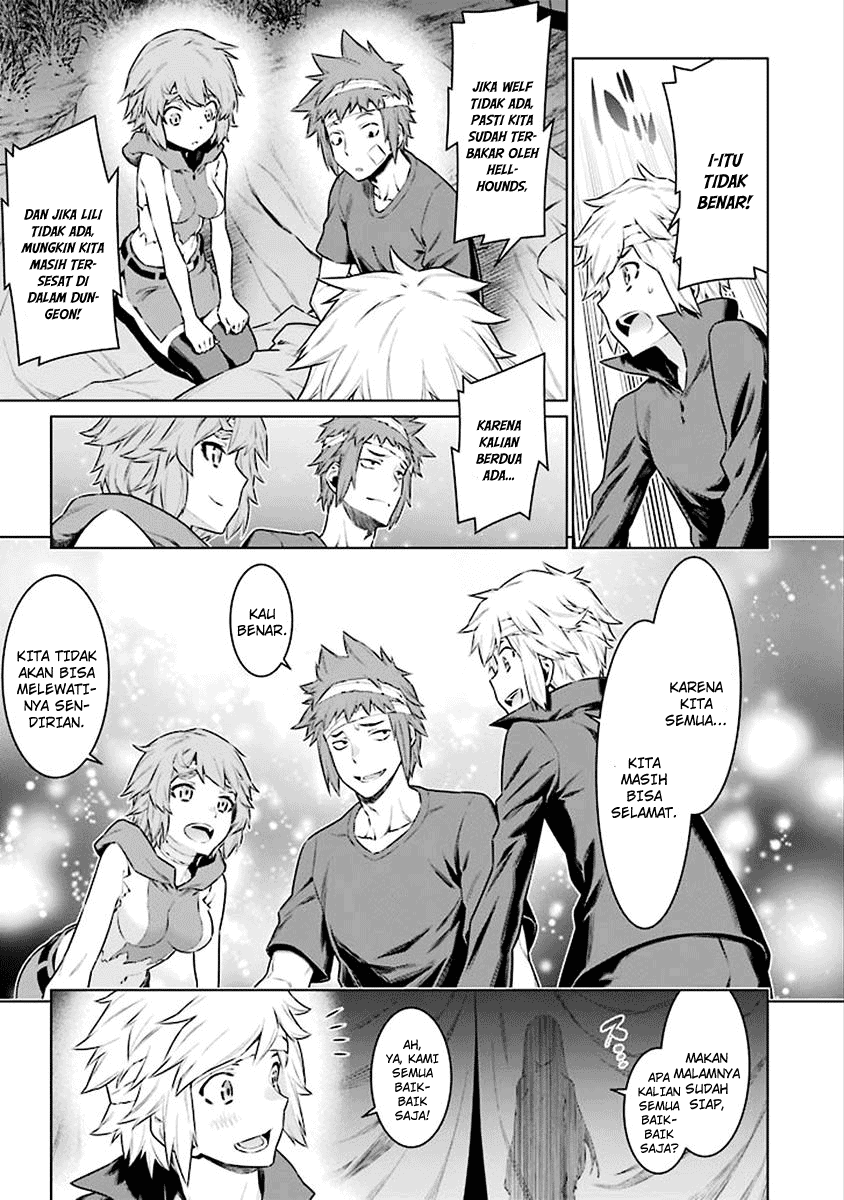 I-ITU
TIDAK
BENAR!
JIKA WELF
TIDAK ADA,
PASTI KITA
SUDAH TER-
BAKAR OLEH
HELL-
HOUNDS,
DAN JIKA LILI
TIDAK ADA,
MUNGKIN KITA
MASIH TER-
SESAT DI
DALAM DUN-
GEON!
KARENA
KALIAN
BERDUA
ADA...
KARENA
KITA
SEMUA...
KITA
MASIH
BISA
SELAMAT.
KAU
BENAR.
KITA TIDAK
AKAN BISA
MELEWATI-
NYA SEN-
DIRIAN.
MAKAN
MALAMNYA
SUDAH
SIAP,
APA
KALIAN
SEMUA
BAIK-
BAIK
SAJA?
AH,
YA, KAMI
SEMUA
BAIK-
BAIK
SAJA!